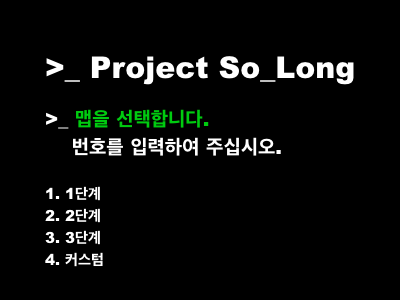 >_ Project So_Long
>_ 맵을 선택합니다.
번호를 입력하여 주십시오.
1. 1단계
2. 2단계
3. 3단계
4. 커스텀